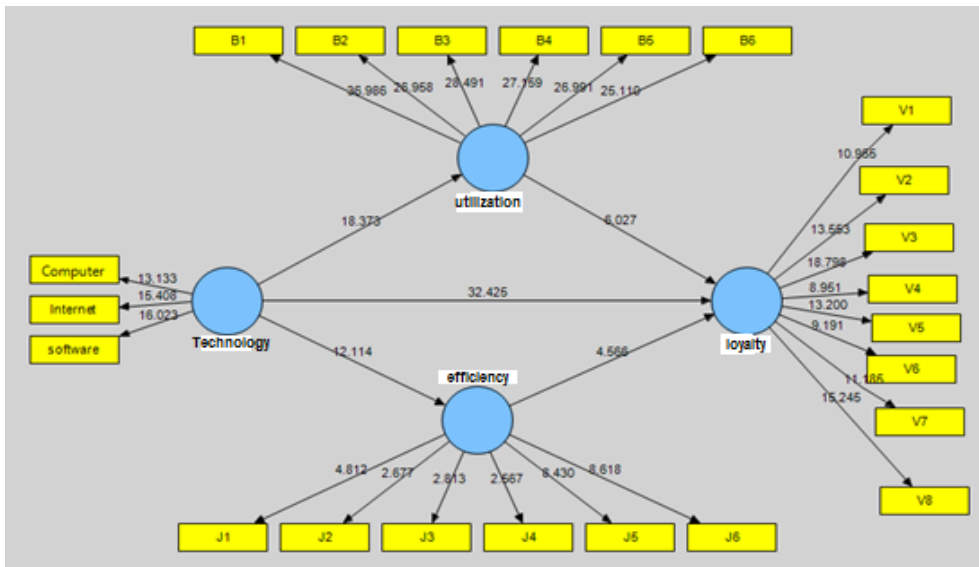 B1 B2 B3 B4 B5 B6
26.958 28.491 27.159 26.991 25.110
V1
10.955
V2
utilization
13.553
V3
18.373
6.027
18.798
Computer
13.133
V4
8.951
Internet
15.408
32.425
13.200
V5
16.023
9.191
software
Technology
loyalty
V6
12.114
4.566
efficiency
11.185
15.245
V7
4.812 2.677 2.813 2.567 8.430 8.618
V8
J1 J2 J3 J4 J5 J6